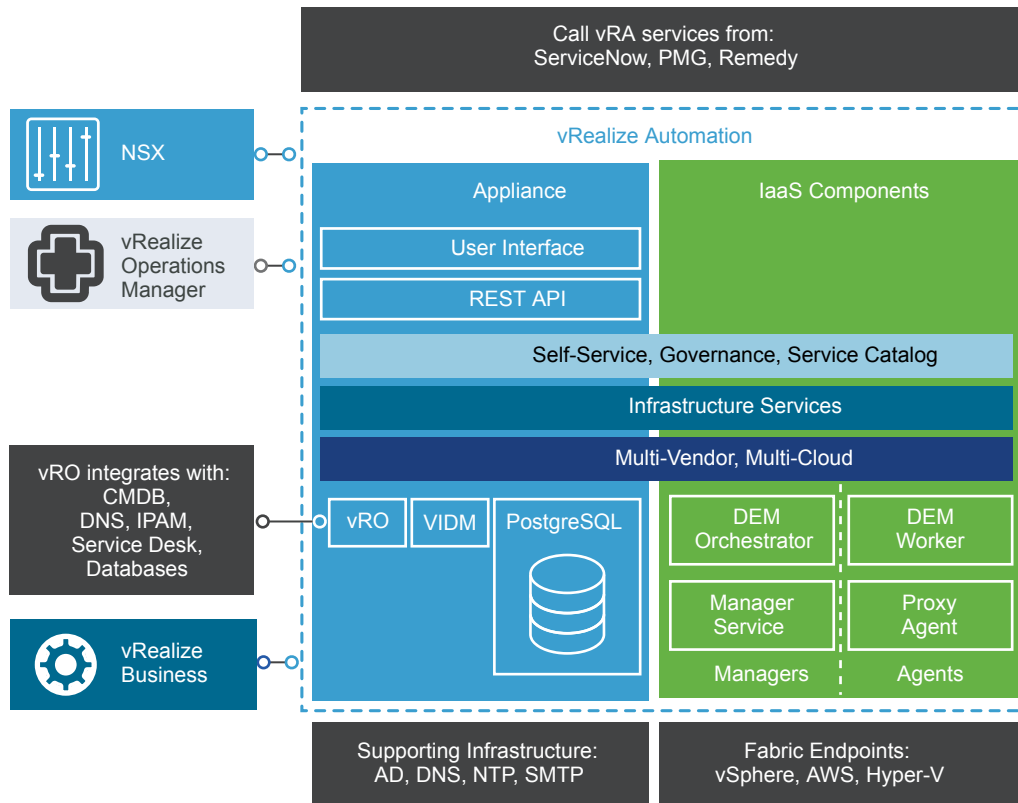 Call vRA services from:
ServiceNow, PMG, Remedy
NSX
vRealize
Operations
Manager
vRO integrates with:
CMDB,
DNS, IPAM,
Service Desk,
Databases
vRealize
Business
vRealize Automation
Appliance
User Interface
REST API
IaaS Components
Self-Service, Governance, Service Catalog
Infrastructure Services
Multi-Vendor, Multi-Cloud
vRO
VIDM
PostgreSQL
DEM
Orchestrator
DEM
Worker
Manager
Service
Proxy
Agent
Managers
Agents
Supporting Infrastructure:
AD, DNS, NTP, SMTP
Fabric Endpoints:
vSphere, AWS, Hyper-V